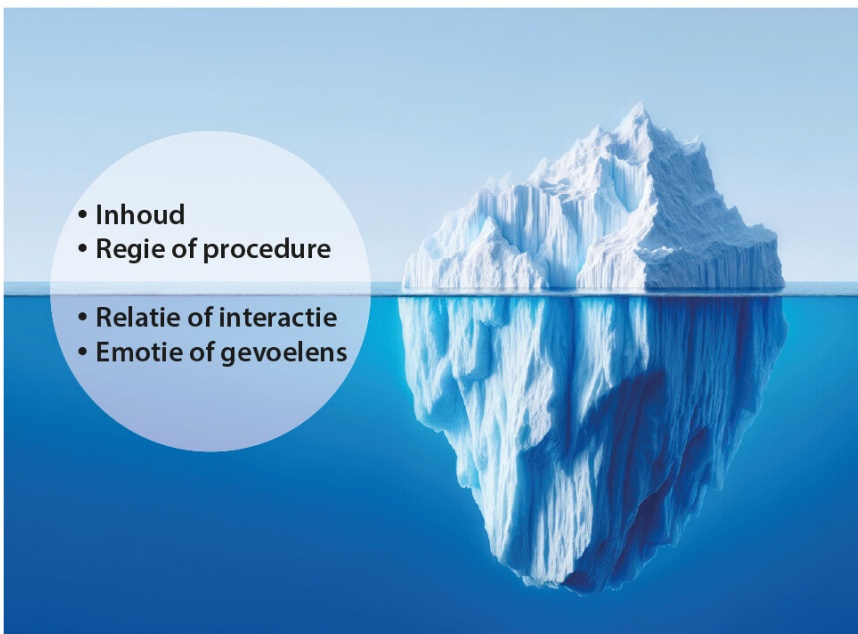 • Inhoud
• Regie of procedure
• Relatie of interactie
• Emotie of gevoelens